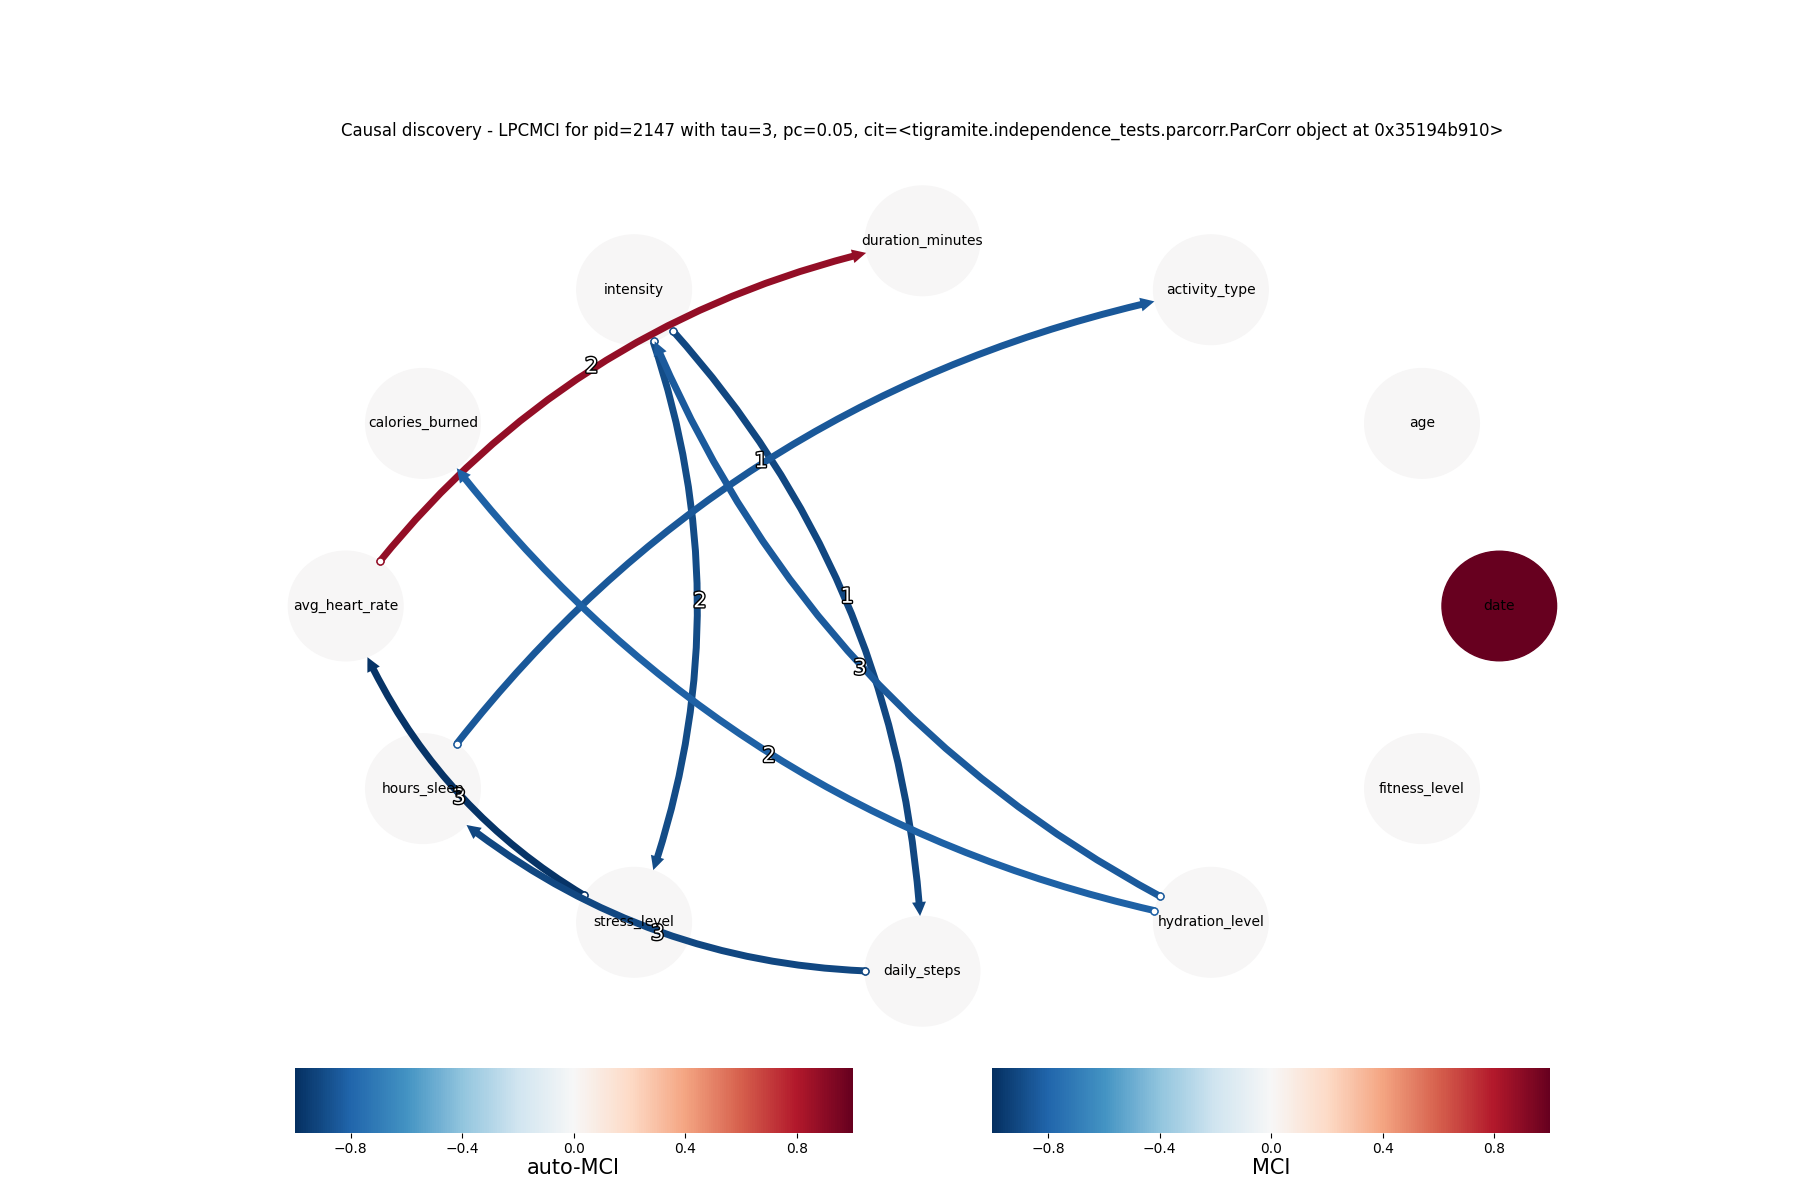 Causal discovery - LPCMCI for pid=2147 with tau=3, pc=0.05, cit=<tigramite.independence_tests.parcorr.ParCorr object at 0x35194b910>
duration_minutes
intensity
activity_type
2
calories_burned
age
1
1
2
avg_heart_rate
date
3
2
hours_sleep
3
fitness_level
stress_level
3
hydration_level
daily_steps
−0.8 −0.4 0.0 0.4 0.8
auto-MCI
−0.8 −0.4 0.0 0.4 0.8
MCI